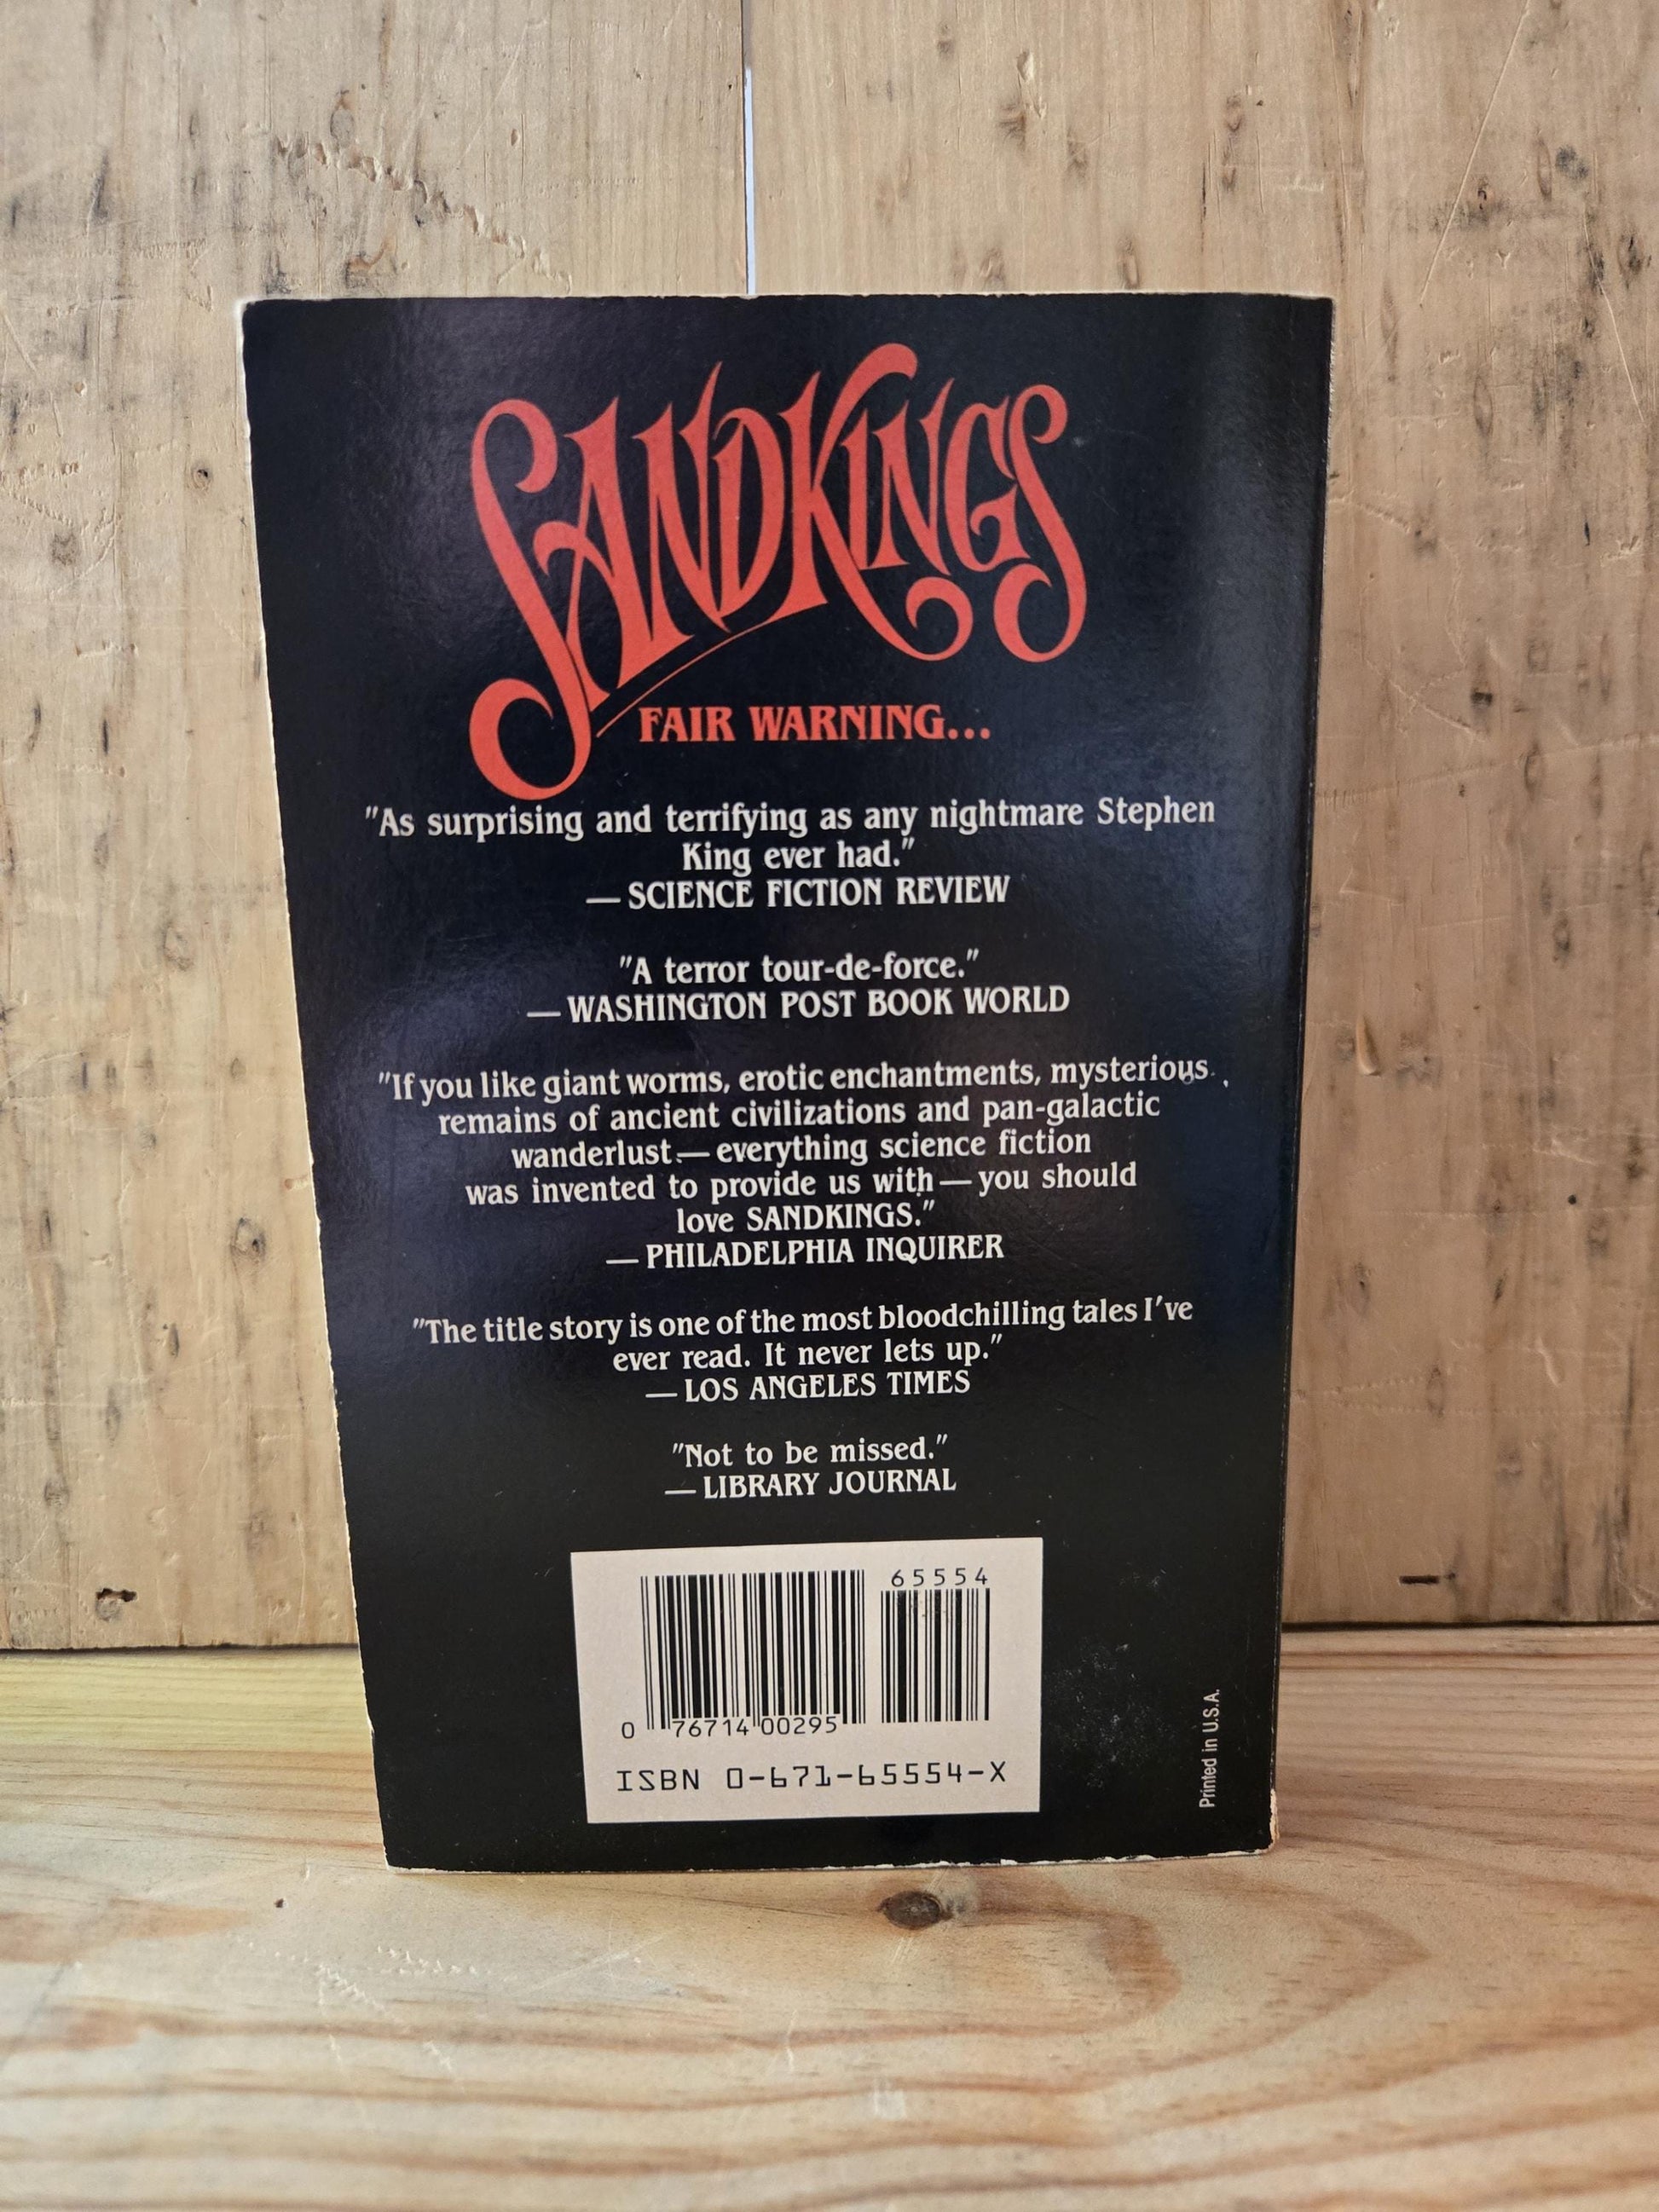 SANDKINGS
FAIR WARNING...
"As surprising and terrifying as any nightmare Stephen
King ever had."
— SCIENCE FICTION REVIEW
"A terror tour-de-force."
— WASHINGTON POST BOOK WORLD
"If you like giant worms, erotic enchantments, mysterious
remains of ancient civilizations and pan-galactic
wanderlust — everything science fiction
was invented to provide us with — you should
love SANDKINGS."
— PHILADELPHIA INQUIRER
"The title story is one of the most bloodchilling tales I've
ever read. It never lets up."
— LOS ANGELES TIMES
"Not to be missed."
— LIBRARY JOURNAL
65554
0 76714 00295
ISBN 0-671-65554-X
Printed in U.S.A.